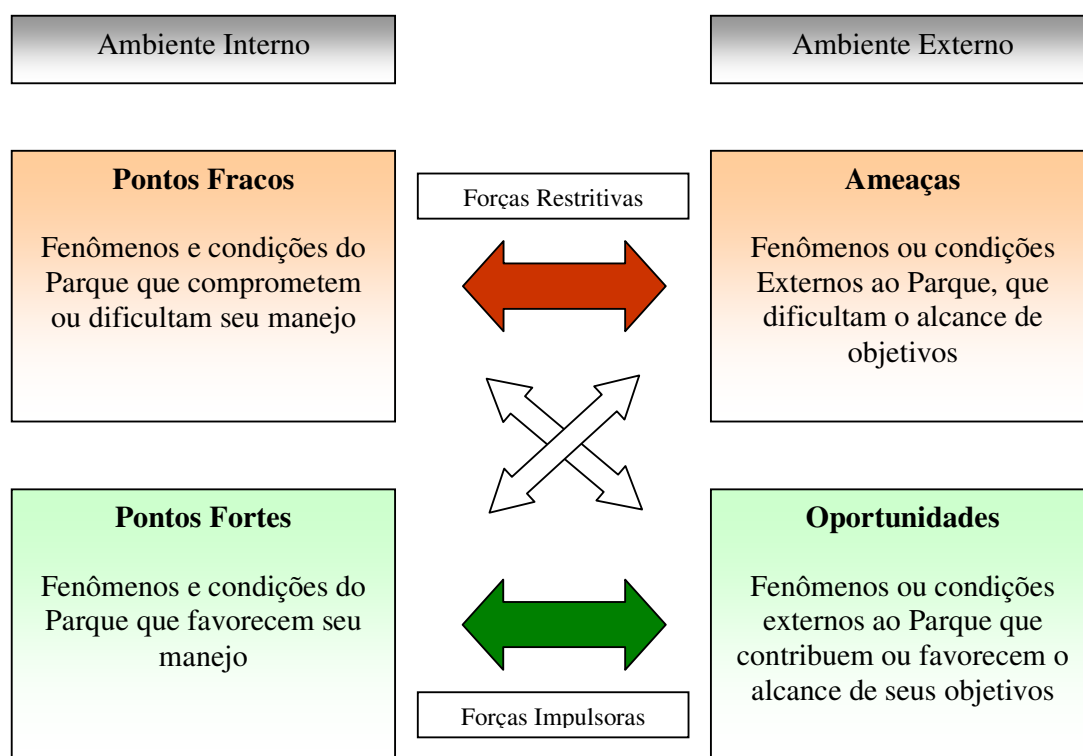 Ambiente Interno
Ambiente Externo
Pontos Fracos
Fenômenos e condições do
Parque que comprometem
ou dificultam seu manejo
Forças Restritivas
Ameaças
Fenômenos ou condições
Externos ao Parque, que
dificultam o alcance de
objetivos
Pontos Fortes
Fenômenos e condições do
Parque que favorecem seu
manejo
Oportunidades
Fenômenos ou condições
externos ao Parque que
contribuem ou favorecem o
alcance de seus objetivos
Forças Impulsoras